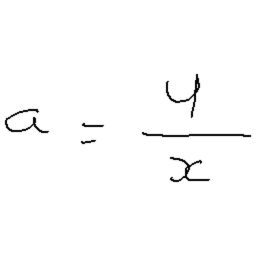 a = y/x